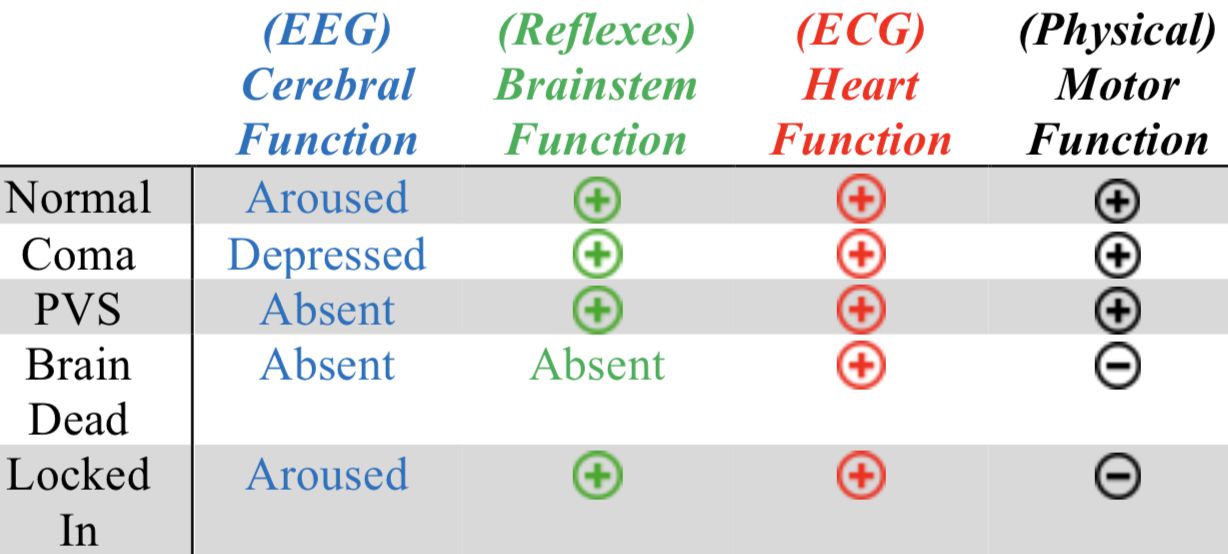 (EEG) (Reflexes) (ECG) (Physical)
Cerebral Brainstem Heart Motor
Function Function Function Function
Normal Aroused ⊕ ⊕ ⊕
Coma Depressed ⊕ ⊕ ⊕
PVS Absent ⊕ ⊕ ⊕
Brain Absent Absent ⊕ ⊖
Dead
Locked Aroused ⊕ ⊕ ⊖
In